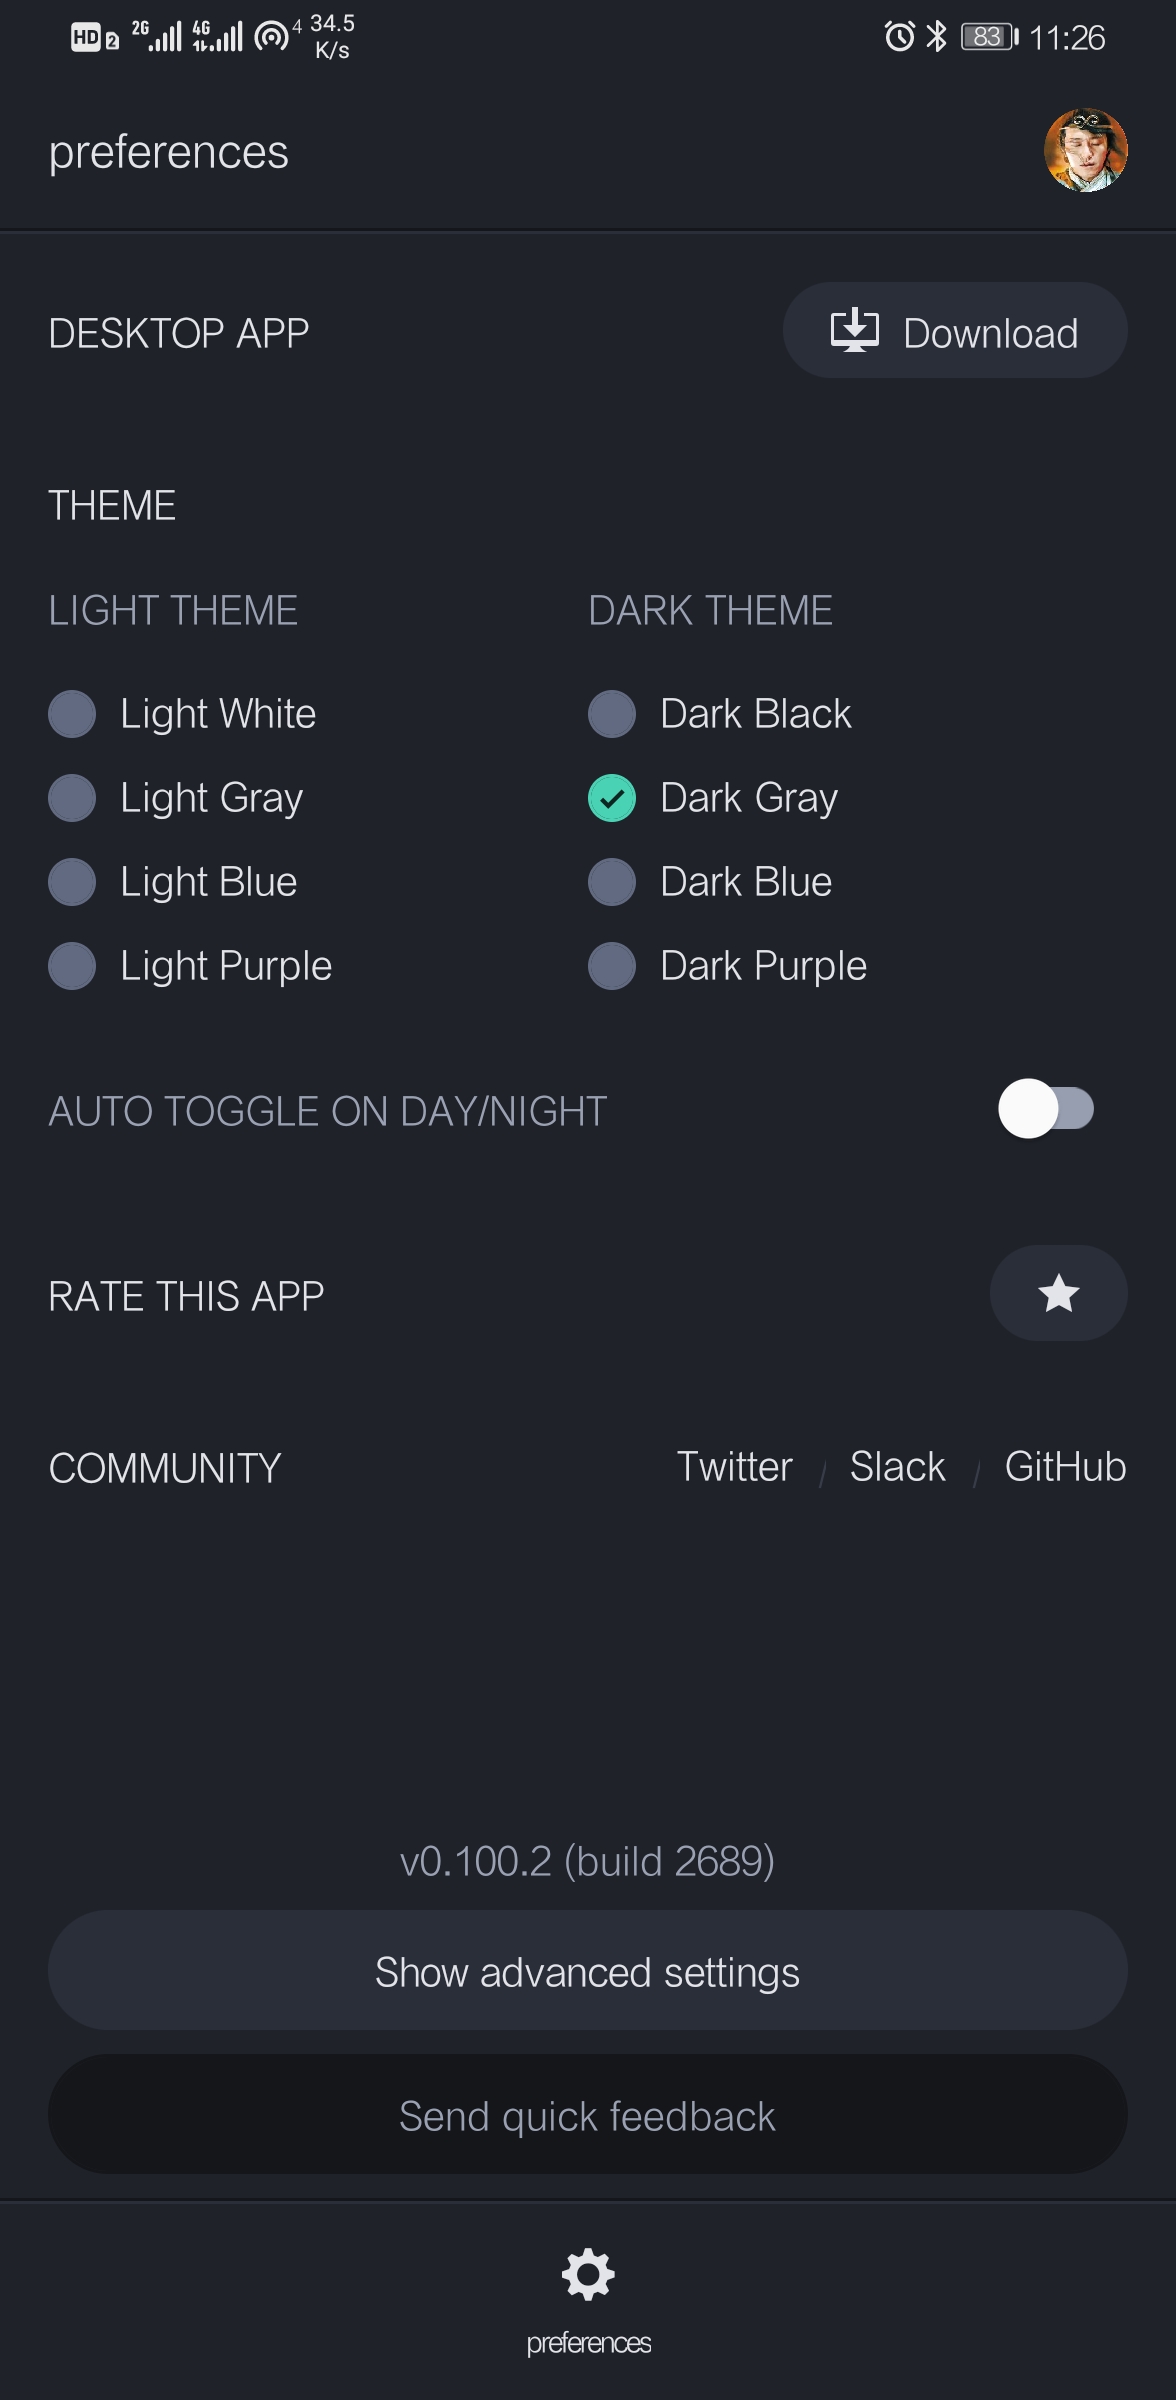 HD 2 2G 4G 4 34.5 K/s 83 11:26
preferences
DESKTOP APP Download
THEME
LIGHT THEME DARK THEME
Light White Dark Black
Light Gray Dark Gray
Light Blue Dark Blue
Light Purple Dark Purple
AUTO TOGGLE ON DAY/NIGHT
RATE THIS APP
COMMUNITY Twitter / Slack / GitHub
v0.100.2 (build 2689)
Show advanced settings
Send quick feedback
preferences